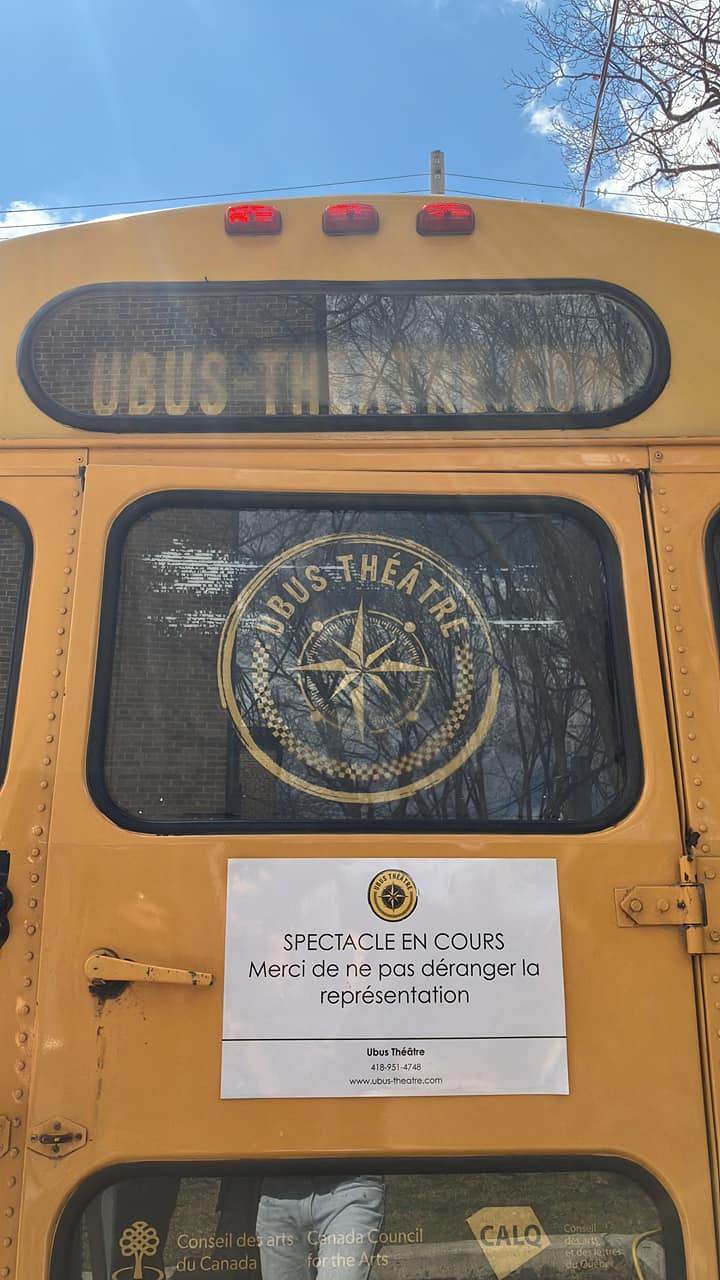 UBUS-THEATRE.COM
UBUS THÉÂTRE
UBUS THÉÂTRE
SPECTACLE EN COURS
Merci de ne pas déranger la
représentation
Ubus Théâtre
418-951-4748
www.ubus-theatre.com
Conseil des arts
du Canada
Canada Council
for the Arts
CALQ
Conseil
des arts
et des lettres
du Québec